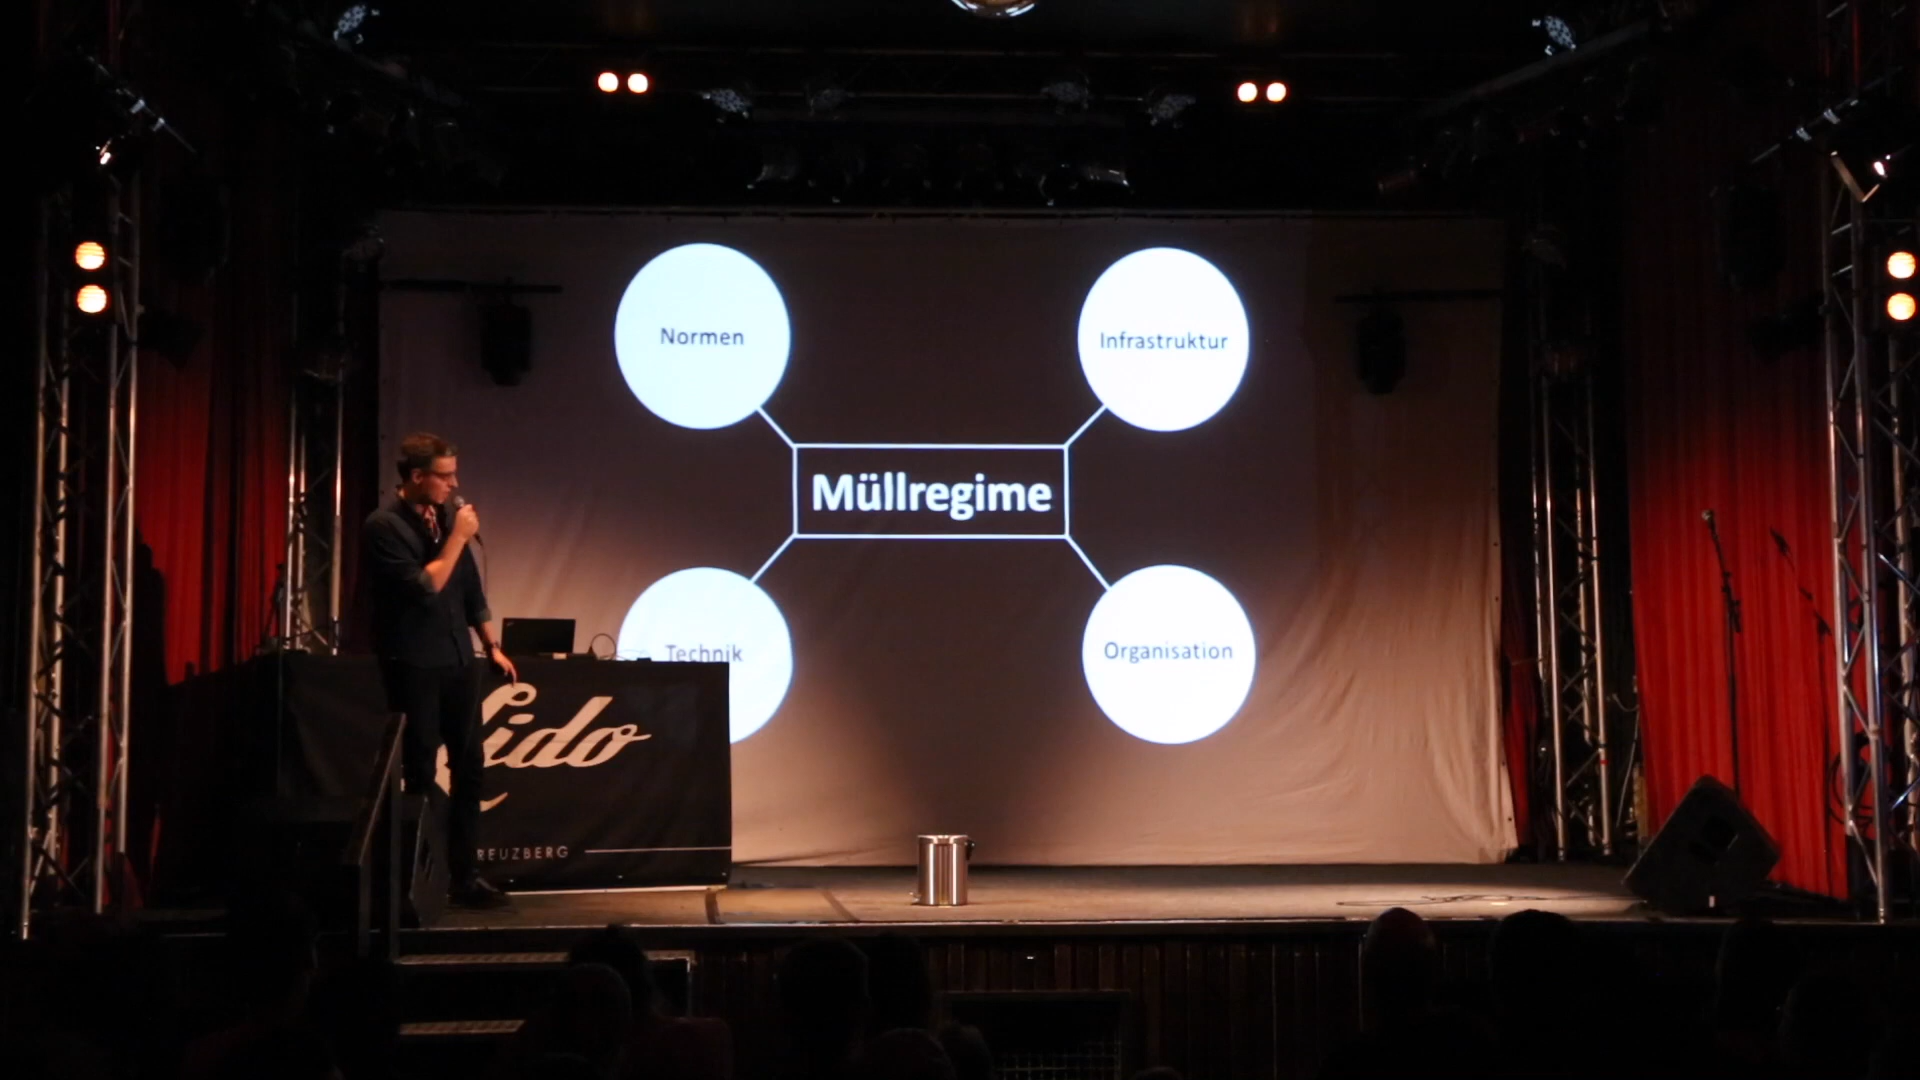 Normen
Infrastruktur
Müllregime
Technik
Organisation
Lido
REUZBERG